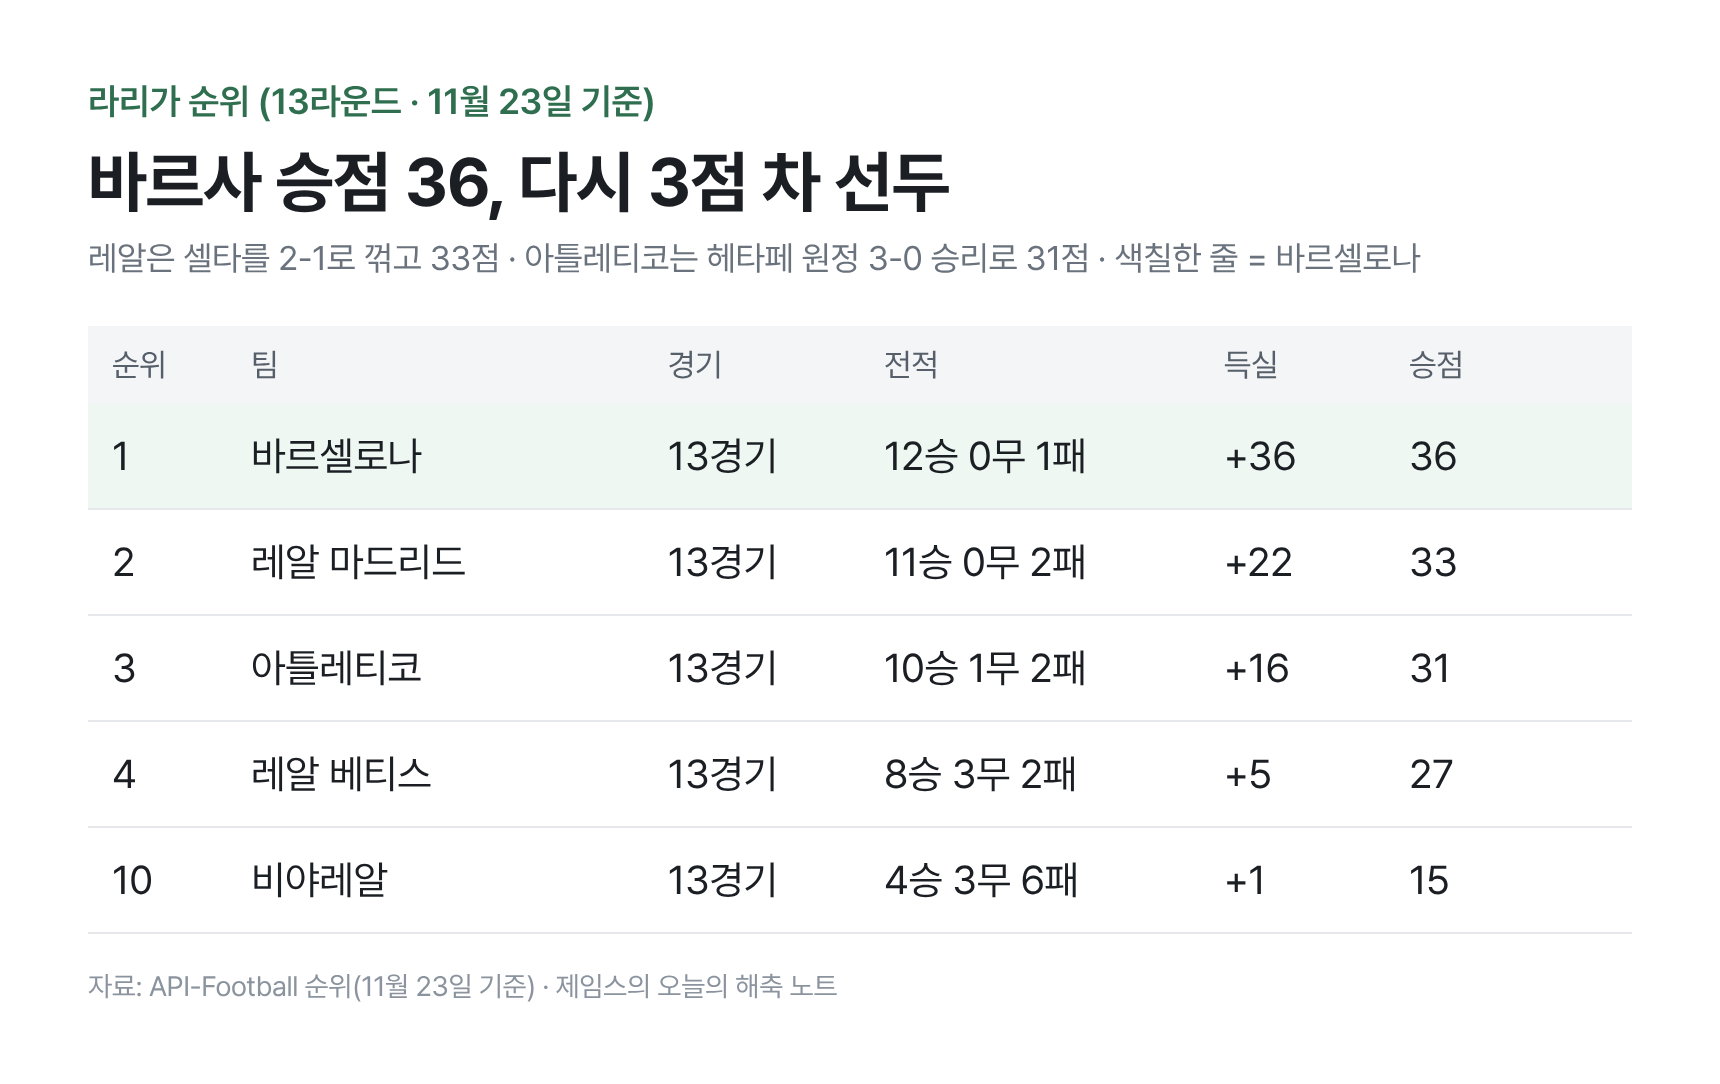 라리가 순위 (13라운드 · 11월 23일 기준)
바르사 승점 36, 다시 3점 차 선두
레알은 셀타를 2-1로 꺾고 33점 · 아틀레티코는 헤타페 원정 3-0 승리로 31점 · 색칠한 줄 = 바르셀로나
순위 팀 경기 전적 득실 승점
1 바르셀로나 13경기 12승 0무 1패 +36 36
2 레알 마드리드 13경기 11승 0무 2패 +22 33
3 아틀레티코 13경기 10승 1무 2패 +16 31
4 레알 베티스 13경기 8승 3무 2패 +5 27
10 비야레알 13경기 4승 3무 6패 +1 15
자료: API-Football 순위(11월 23일 기준) · 제임스의 오늘의 해축 노트